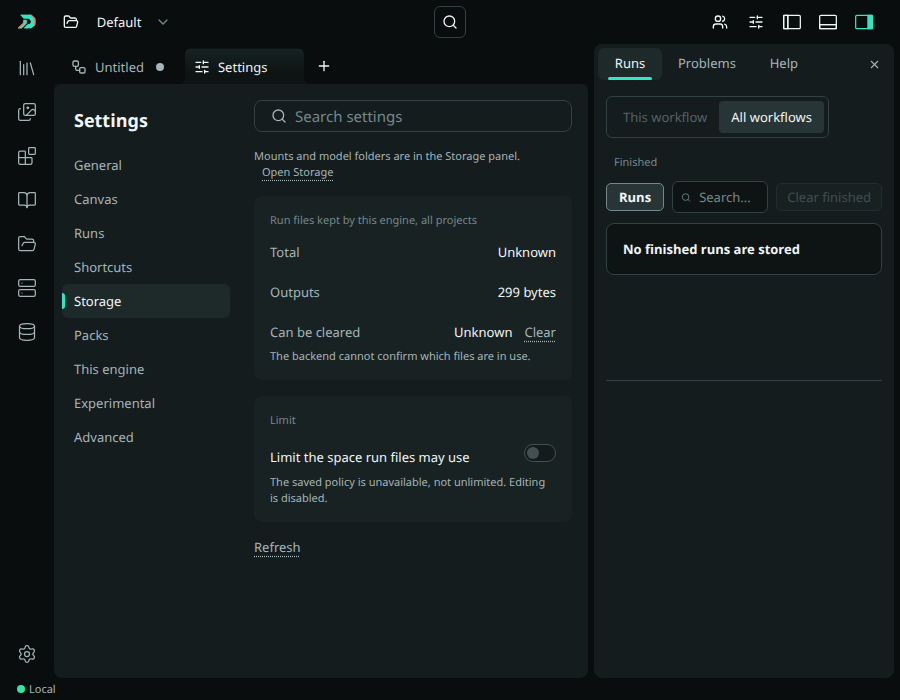 Default
Untitled
Settings
Runs
Problems
Help
Settings
General
Canvas
Runs
Shortcuts
Storage
Packs
This engine
Experimental
Advanced
Search settings
Mounts and model folders are in the Storage panel.
Open Storage
Run files kept by this engine, all projects
Total Unknown
Outputs 299 bytes
Can be cleared Unknown Clear
The backend cannot confirm which files are in use.
Limit
Limit the space run files may use
The saved policy is unavailable, not unlimited. Editing
is disabled.
Refresh
This workflow All workflows
Finished
Runs Search... Clear finished
No finished runs are stored
Local